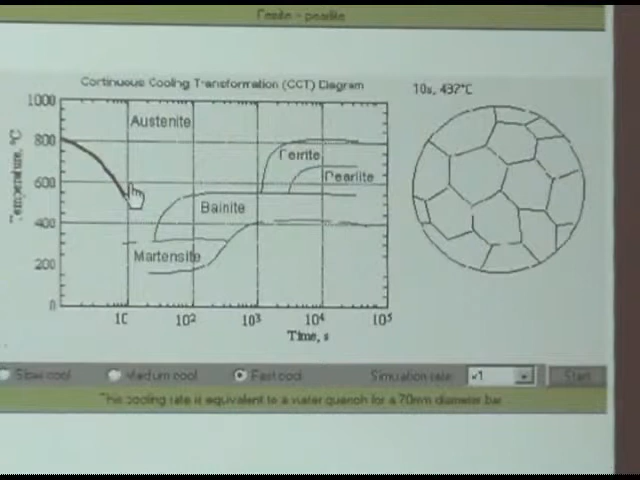 Ferrite - pearlite
Continuous Cooling Transformation (CCT) Diagram
10s, 437°C
Temperature, °C
1000
800
600
400
200
0
Austenite
Ferrite
Pearlite
Bainite
Martensite
10
10²
10³
10⁴
10⁵
Time, s
Slow cool
Medium cool
Fast cool
Simulation rate:
x1
Start
This cooling rate is equivalent to a water quench for a 70mm diameter bar